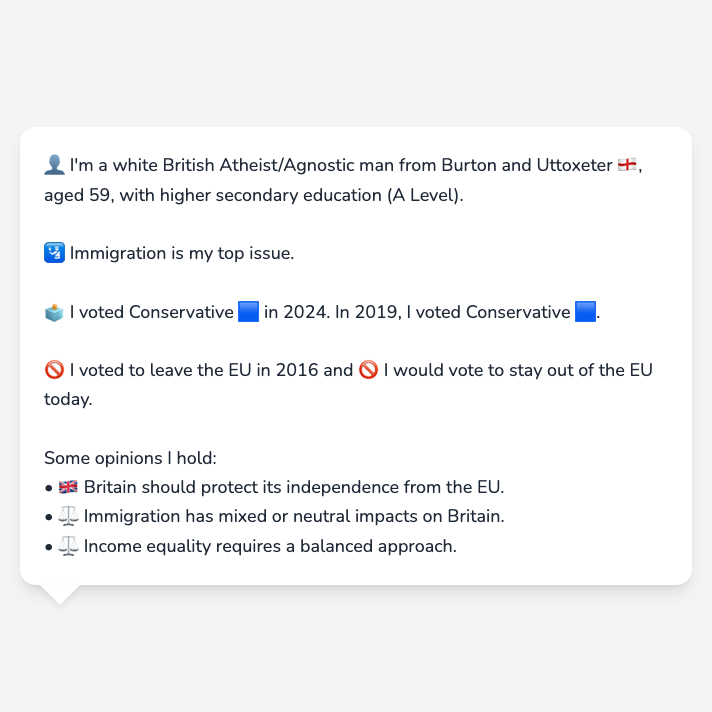 👤 I'm a white British Atheist/Agnostic man from Burton and Uttoxeter 🏴󠁧󠁢󠁥󠁮󠁧󠁿,
aged 59, with higher secondary education (A Level).
🛂 Immigration is my top issue.
🗳️ I voted Conservative 🟦 in 2024. In 2019, I voted Conservative 🟦.
🚫 I voted to leave the EU in 2016 and 🚫 I would vote to stay out of the EU
today.
Some opinions I hold:
• 🇬🇧 Britain should protect its independence from the EU.
• ⚖️ Immigration has mixed or neutral impacts on Britain.
• ⚖️ Income equality requires a balanced approach.